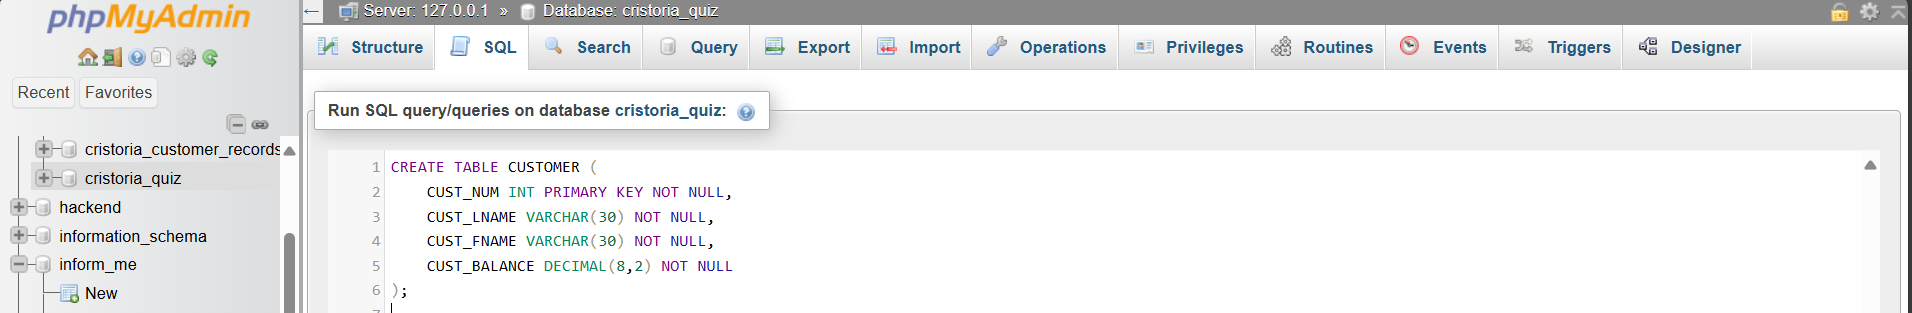 phpMyAdmin
Recent Favorites
cristoria_customer_records
cristoria_quiz
hackend
information_schema
inform_me
New
← Server: 127.0.0.1 » Database: cristoria_quiz
Structure SQL Search Query Export Import Operations Privileges Routines Events Triggers Designer
Run SQL query/queries on database cristoria_quiz:
1 CREATE TABLE CUSTOMER (
2 CUST_NUM INT PRIMARY KEY NOT NULL,
3 CUST_LNAME VARCHAR(30) NOT NULL,
4 CUST_FNAME VARCHAR(30) NOT NULL,
5 CUST_BALANCE DECIMAL(8,2) NOT NULL
6 );